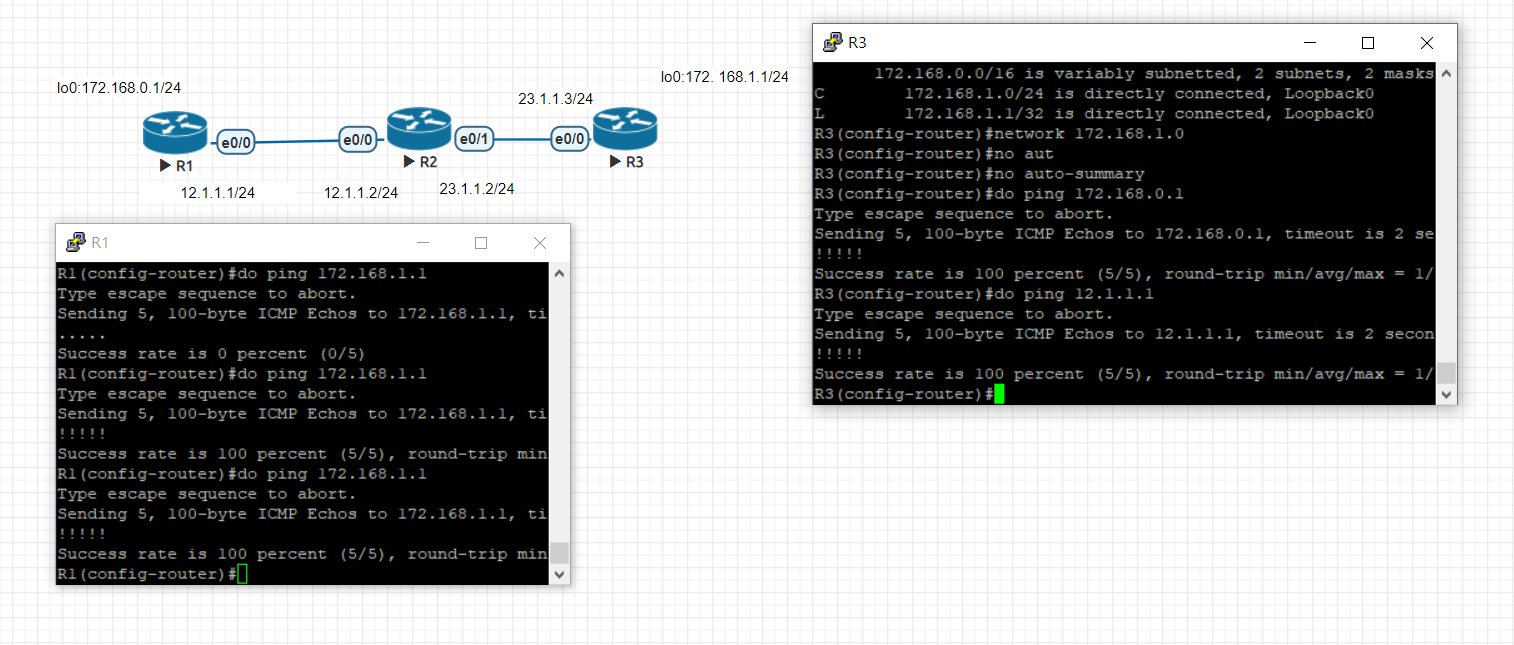 lo0:172.168.0.1/24
lo0:172. 168.1.1/24
23.1.1.3/24
e0/0
e0/0
e0/1
e0/0
R1
R2
R3
12.1.1.1/24
12.1.1.2/24
23.1.1.2/24
R1
R1(config-router)#do ping 172.168.1.1
Type escape sequence to abort.
Sending 5, 100-byte ICMP Echos to 172.168.1.1, ti
.....
Success rate is 0 percent (0/5)
R1(config-router)#do ping 172.168.1.1
Type escape sequence to abort.
Sending 5, 100-byte ICMP Echos to 172.168.1.1, ti
!!!!!
Success rate is 100 percent (5/5), round-trip min
R1(config-router)#do ping 172.168.1.1
Type escape sequence to abort.
Sending 5, 100-byte ICMP Echos to 172.168.1.1, ti
!!!!!
Success rate is 100 percent (5/5), round-trip min
R1(config-router)#
R3
172.168.0.0/16 is variably subnetted, 2 subnets, 2 masks
C 172.168.1.0/24 is directly connected, Loopback0
L 172.168.1.1/32 is directly connected, Loopback0
R3(config-router)#network 172.168.1.0
R3(config-router)#no aut
R3(config-router)#no auto-summary
R3(config-router)#do ping 172.168.0.1
Type escape sequence to abort.
Sending 5, 100-byte ICMP Echos to 172.168.0.1, timeout is 2 se
!!!!!
Success rate is 100 percent (5/5), round-trip min/avg/max = 1/
R3(config-router)#do ping 12.1.1.1
Type escape sequence to abort.
Sending 5, 100-byte ICMP Echos to 12.1.1.1, timeout is 2 secon
!!!!!
Success rate is 100 percent (5/5), round-trip min/avg/max = 1/
R3(config-router)#